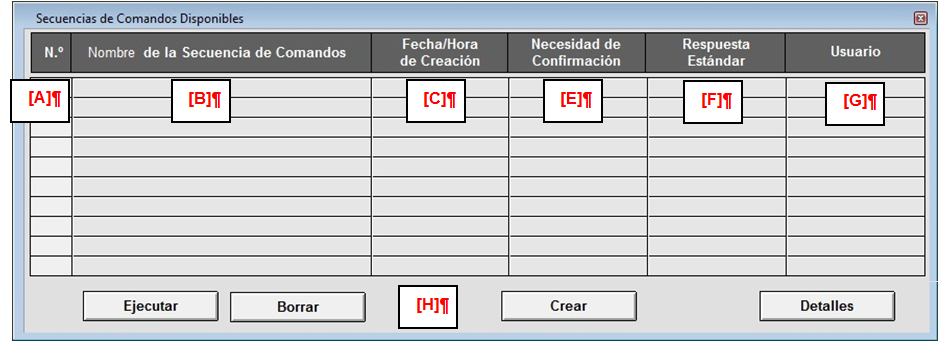 Secuencias de Comandos Disponibles
N.º
Nombre de la Secuencia de Comandos
Fecha/Hora
de Creación
Necesidad de
Confirmación
Respuesta
Estándar
Usuario
[A]¶
[B]¶
[C]¶
[E]¶
[F]¶
[G]¶
Ejecutar
Borrar
[H]¶
Crear
Detalles